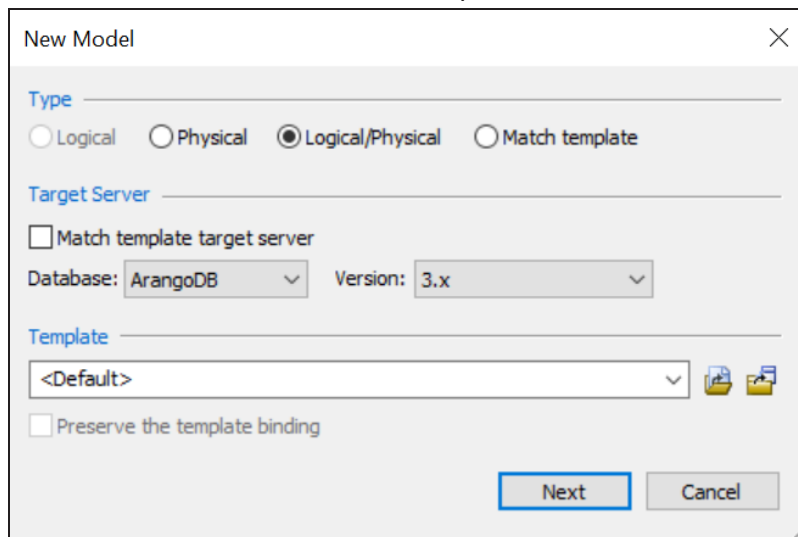 New Model
Type
Logical Physical Logical/Physical Match template
Target Server
Match template target server
Database: ArangoDB Version: 3.x
Template
<Default>
Preserve the template binding
Next Cancel